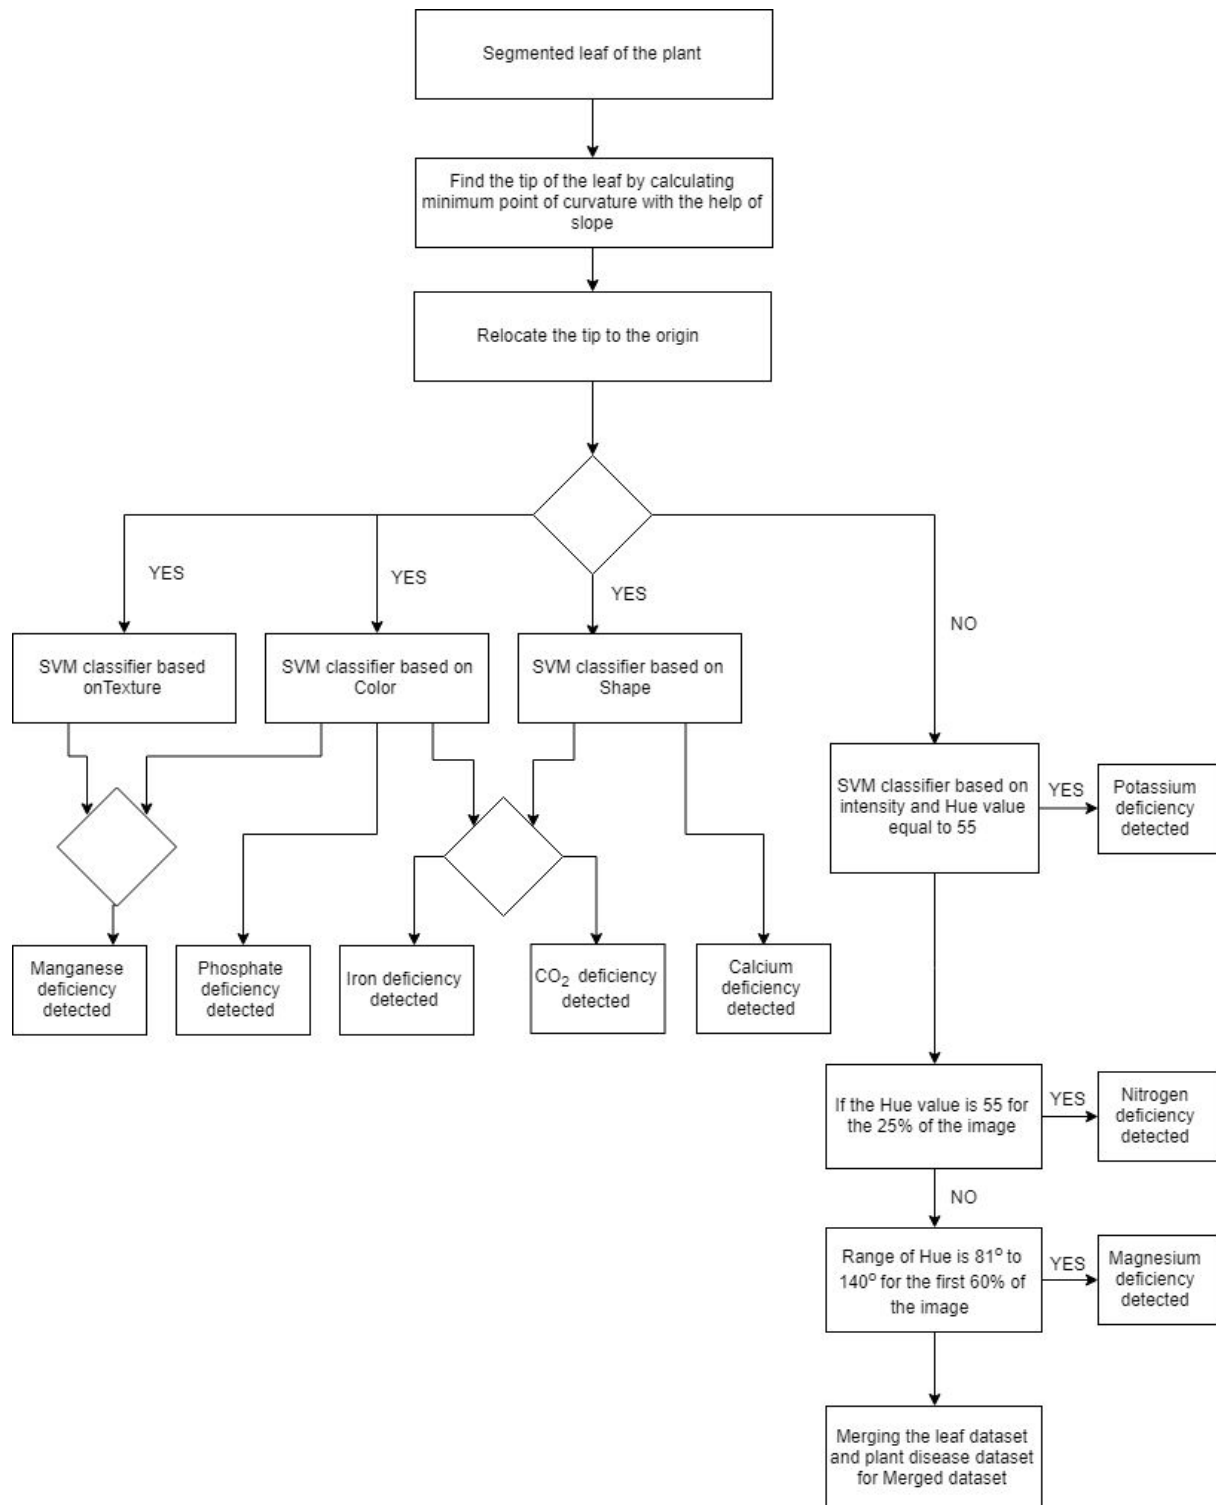 Segmented leaf of the plant
Find the tip of the leaf by calculating
minimum point of curvature with the help of
slope
Relocate the tip to the origin
YES
YES
YES
NO
SVM classifier based
onTexture
SVM classifier based on
Color
SVM classifier based on
Shape
SVM classifier based on
intensity and Hue value
equal to 55
YES
Potassium
deficiency
detected
Manganese
deficiency
detected
Phosphate
deficiency
detected
Iron deficiency
detected
CO₂ deficiency
detected
Calcium
deficiency
detected
If the Hue value is 55 for
the 25% of the image
YES
Nitrogen
deficiency
detected
NO
Range of Hue is 81° to
140° for the first 60% of
the image
YES
Magnesium
deficiency
detected
Merging the leaf dataset
and plant disease dataset
for Merged dataset